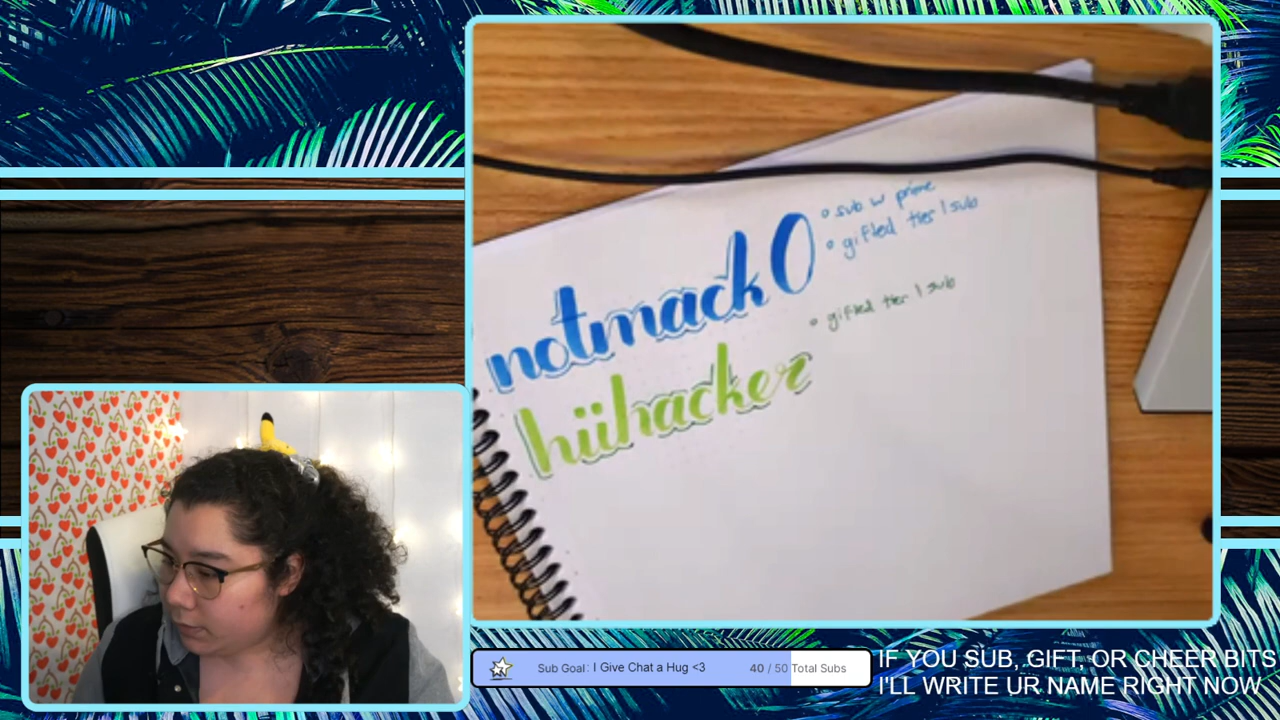 sub w prime
gifted tier 1 sub
notmack0
gifted tier 1 sub
hiihacker
Sub Goal: I Give Chat a Hug <3
40 / 50 Total Subs
IF YOU SUB, GIFT, OR CHEER BITS
I'LL WRITE UR NAME RIGHT NOW